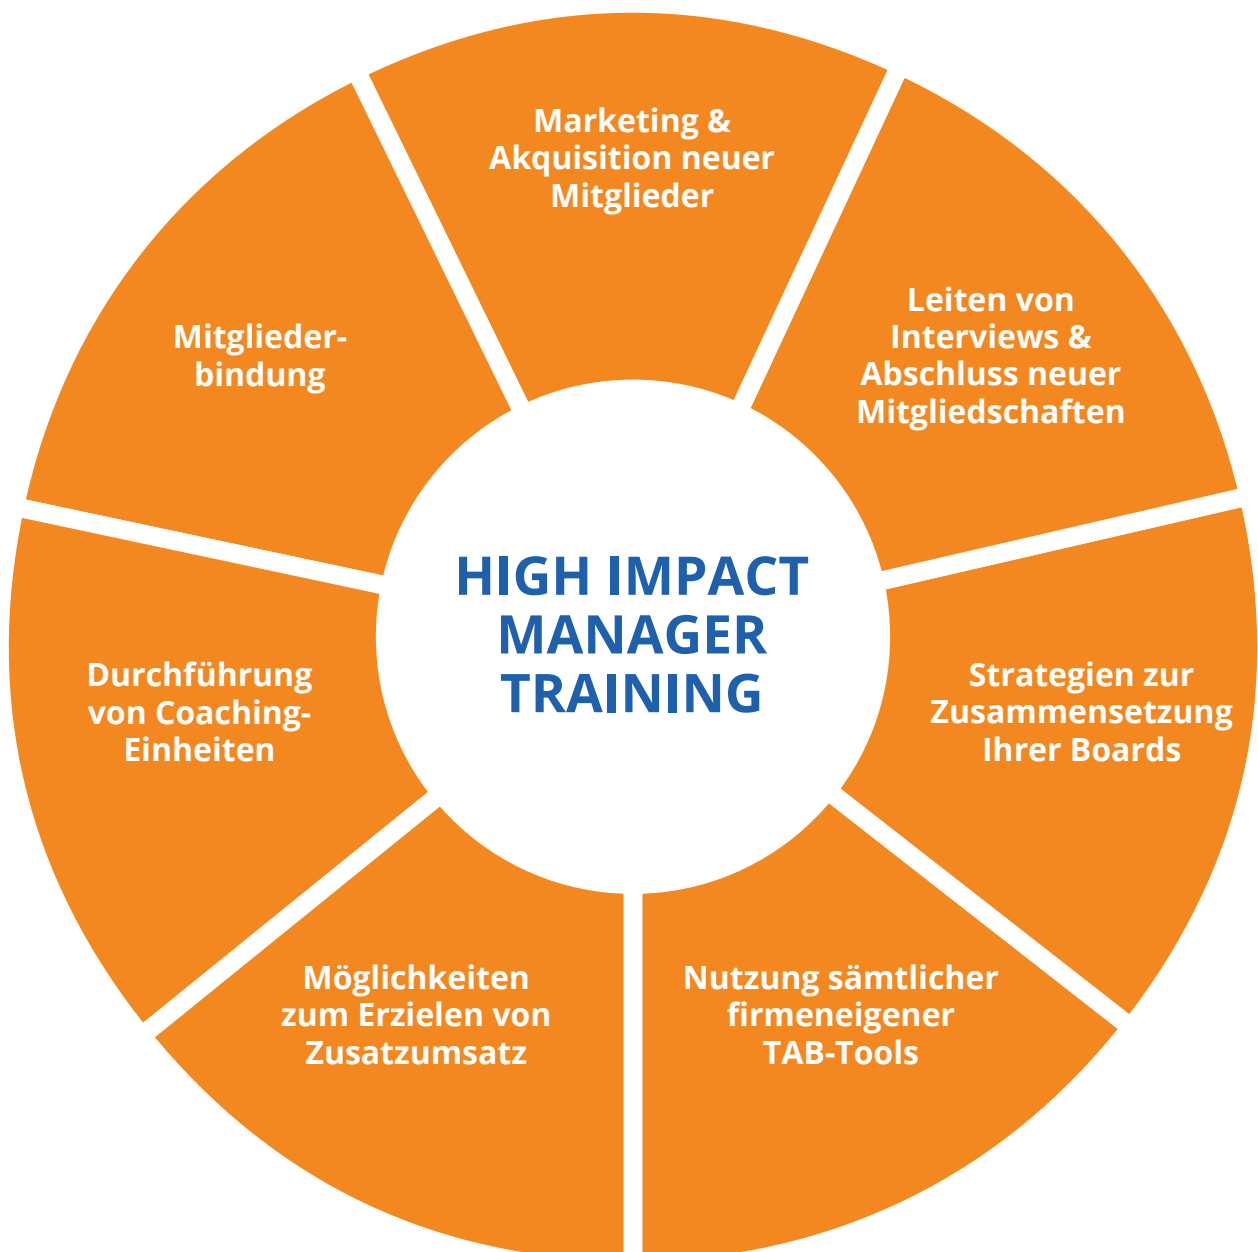 Marketing &
Akquisition neuer
Mitglieder
Leiten von
Interviews &
Abschluss neuer
Mitgliedschaften
Strategien zur
Zusammensetzung
Ihrer Boards
Nutzung sämtlicher
firmeneigener
TAB-Tools
Möglichkeiten
zum Erzielen von
Zusatzumsatz
Durchführung
von Coaching-
Einheiten
Mitglieder-
bindung
HIGH IMPACT
MANAGER
TRAINING